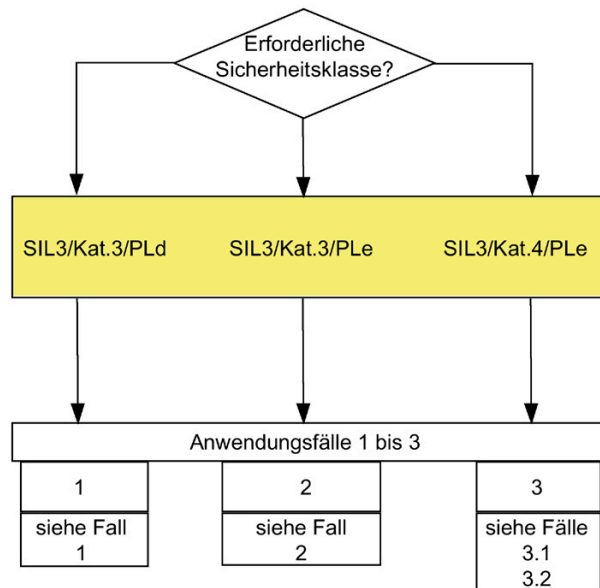 Erforderliche
Sicherheitsklasse?
SIL3/Kat.3/PLd
SIL3/Kat.3/PLe
SIL3/Kat.4/PLe
Anwendungsfälle 1 bis 3
1
2
3
siehe Fall
1
siehe Fall
2
siehe Fälle
3.1
3.2